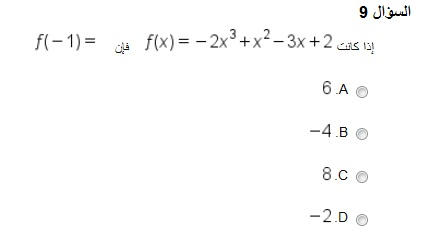 السؤال 9
إذا كانت f(x) = − 2x³ + x² − 3x + 2 فإن f(− 1) =
6 .A
−4 .B
8 .C
−2 .D